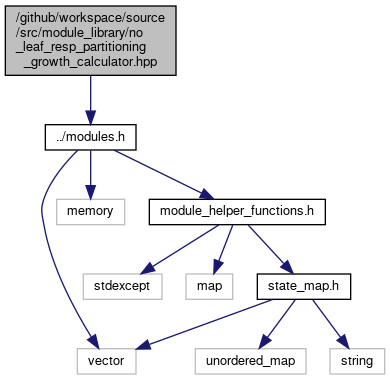 /github/workspace/source
/src/module_library/no
_leaf_resp_partitioning
_growth_calculator.hpp
../modules.h
memory
module_helper_functions.h
stdexcept
map
state_map.h
vector
unordered_map
string